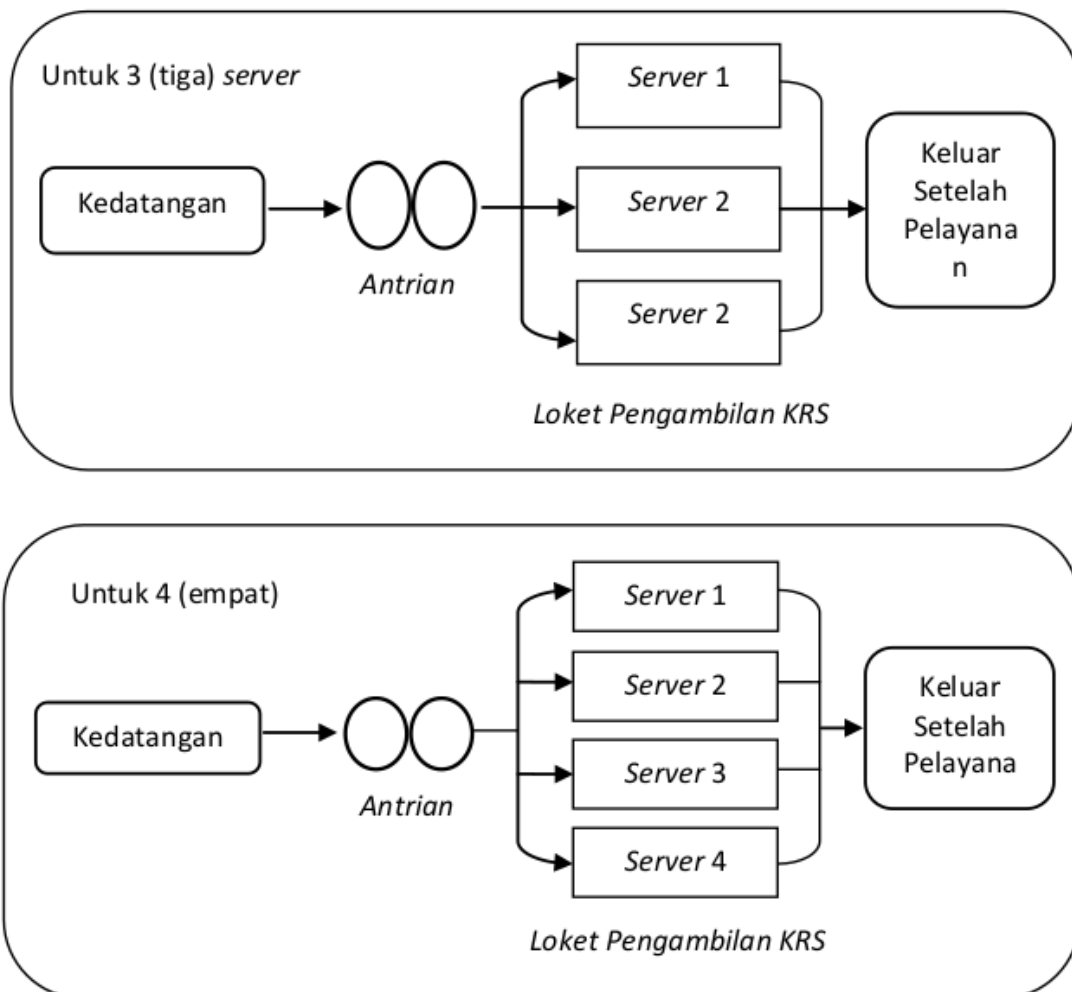 Untuk 3 (tiga) server
Server 1
Kedatangan
Antrian
Server 2
Server 2
Keluar
Setelah
Pelayana
n
Loket Pengambilan KRS
Untuk 4 (empat)
Server 1
Kedatangan
Antrian
Server 2
Server 3
Server 4
Keluar
Setelah
Pelayana
Loket Pengambilan KRS